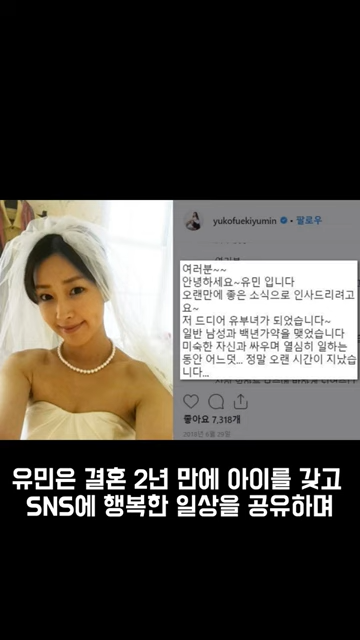 yukofuekiyumin • 팔로우
여러분~~
안녕하세요~유민 입니다
오랜만에 좋은 소식으로 인사드리려고
요~
저 드디어 유부녀가 되었습니다~
일반 남성과 백년가약을 맺었습니다
미숙한 자신과 싸우며 열심히 일하는
동안 어느덧... 정말 오랜 시간이 지났습
니다...
좋아요 7,318개
2018년 6월 29일
유민은 결혼 2년 만에 아이를 갖고
SNS에 행복한 일상을 공유하며